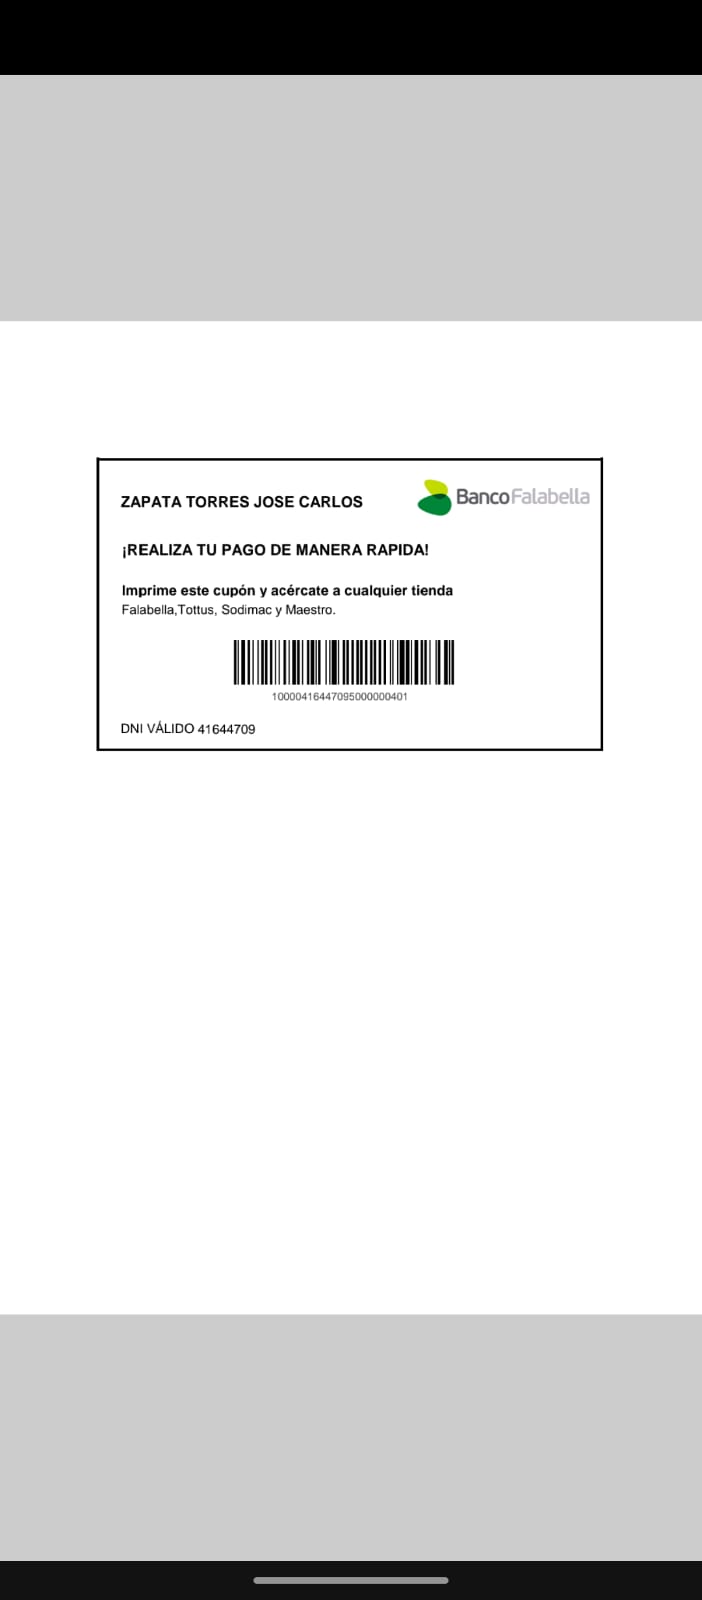 ZAPATA TORRES JOSE CARLOS
BancoFalabella
¡REALIZA TU PAGO DE MANERA RAPIDA!
Imprime este cupón y acércate a cualquier tienda
Falabella,Tottus, Sodimac y Maestro.
10000416447095000000401
DNI VÁLIDO 41644709